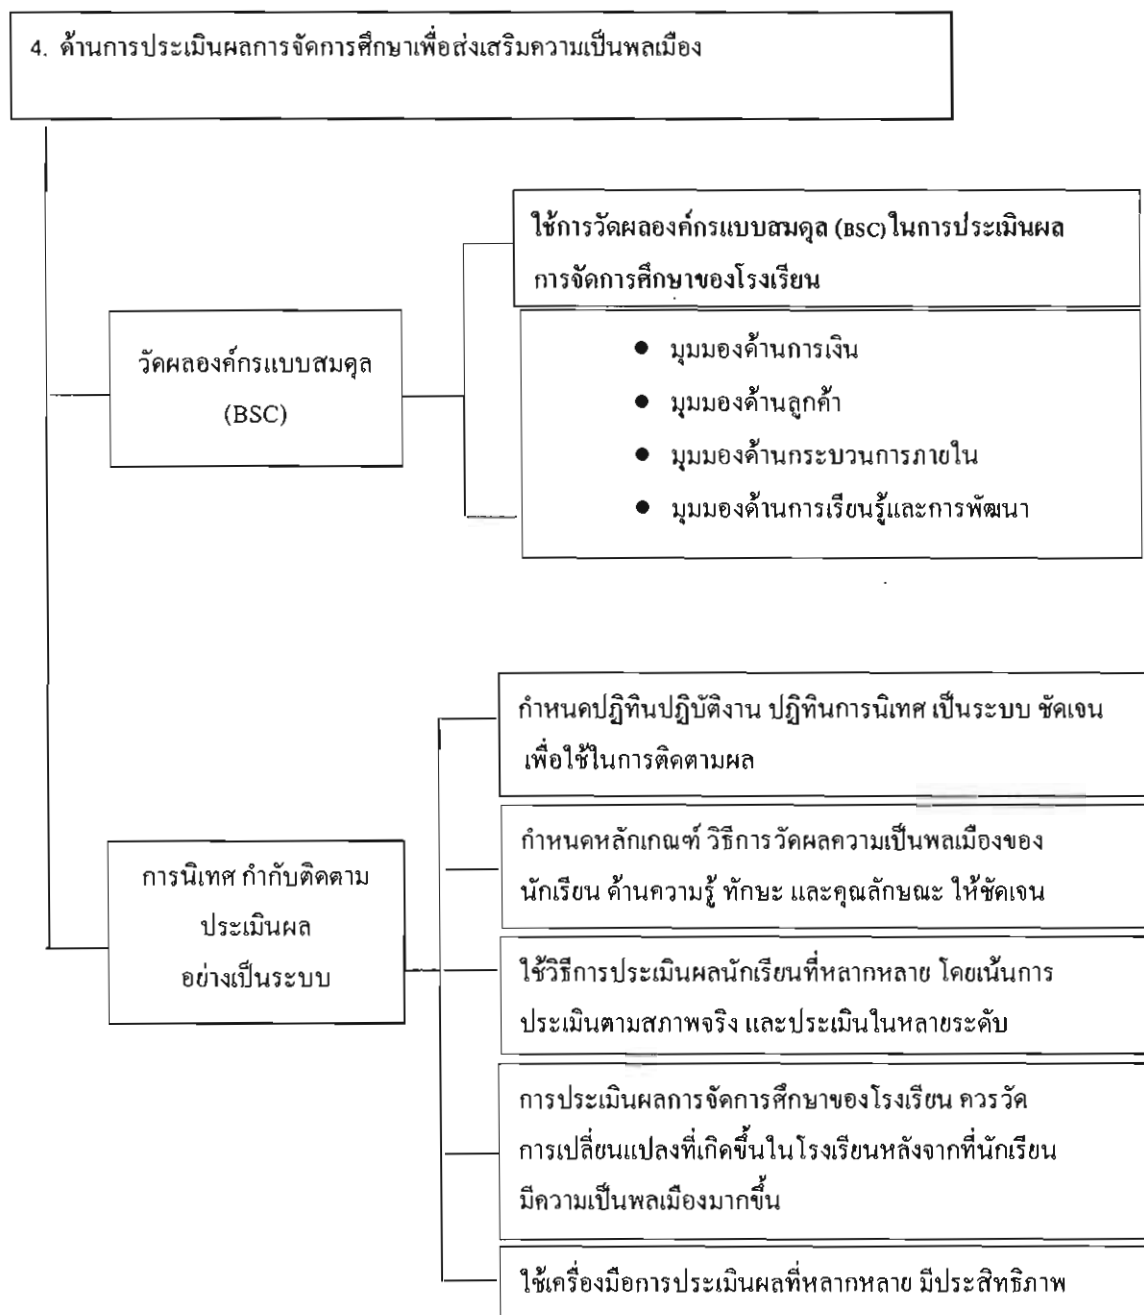 4. ด้านการประเมินผลการจัดการศึกษาเพื่อส่งเสริมความเป็นพลเมือง
วัดผลองค์กรแบบสมดุล
(BSC)
ใช้การวัดผลองค์กรแบบสมดุล (BSC) ในการประเมินผล
การจัดการศึกษาของโรงเรียน
● มุมมองด้านการเงิน
● มุมมองด้านลูกค้า
● มุมมองด้านกระบวนการภายใน
● มุมมองด้านการเรียนรู้และการพัฒนา
การนิเทศ กำกับติดตาม
ประเมินผล
อย่างเป็นระบบ
กำหนดปฏิทินปฏิบัติงาน ปฏิทินการนิเทศ เป็นระบบ ชัดเจน
เพื่อใช้ในการติดตามผล
กำหนดหลักเกณฑ์ วิธีการวัดผลความเป็นพลเมืองของ
นักเรียน ด้านความรู้ ทักษะ และคุณลักษณะ ให้ชัดเจน
ใช้วิธีการประเมินผลนักเรียนที่หลากหลาย โดยเน้นการ
ประเมินตามสภาพจริง และประเมินในหลายระดับ
การประเมินผลการจัดการศึกษาของโรงเรียน ควรวัด
การเปลี่ยนแปลงที่เกิดขึ้นในโรงเรียนหลังจากที่นักเรียน
มีความเป็นพลเมืองมากขึ้น
ใช้เครื่องมือการประเมินผลที่หลากหลาย มีประสิทธิภาพ